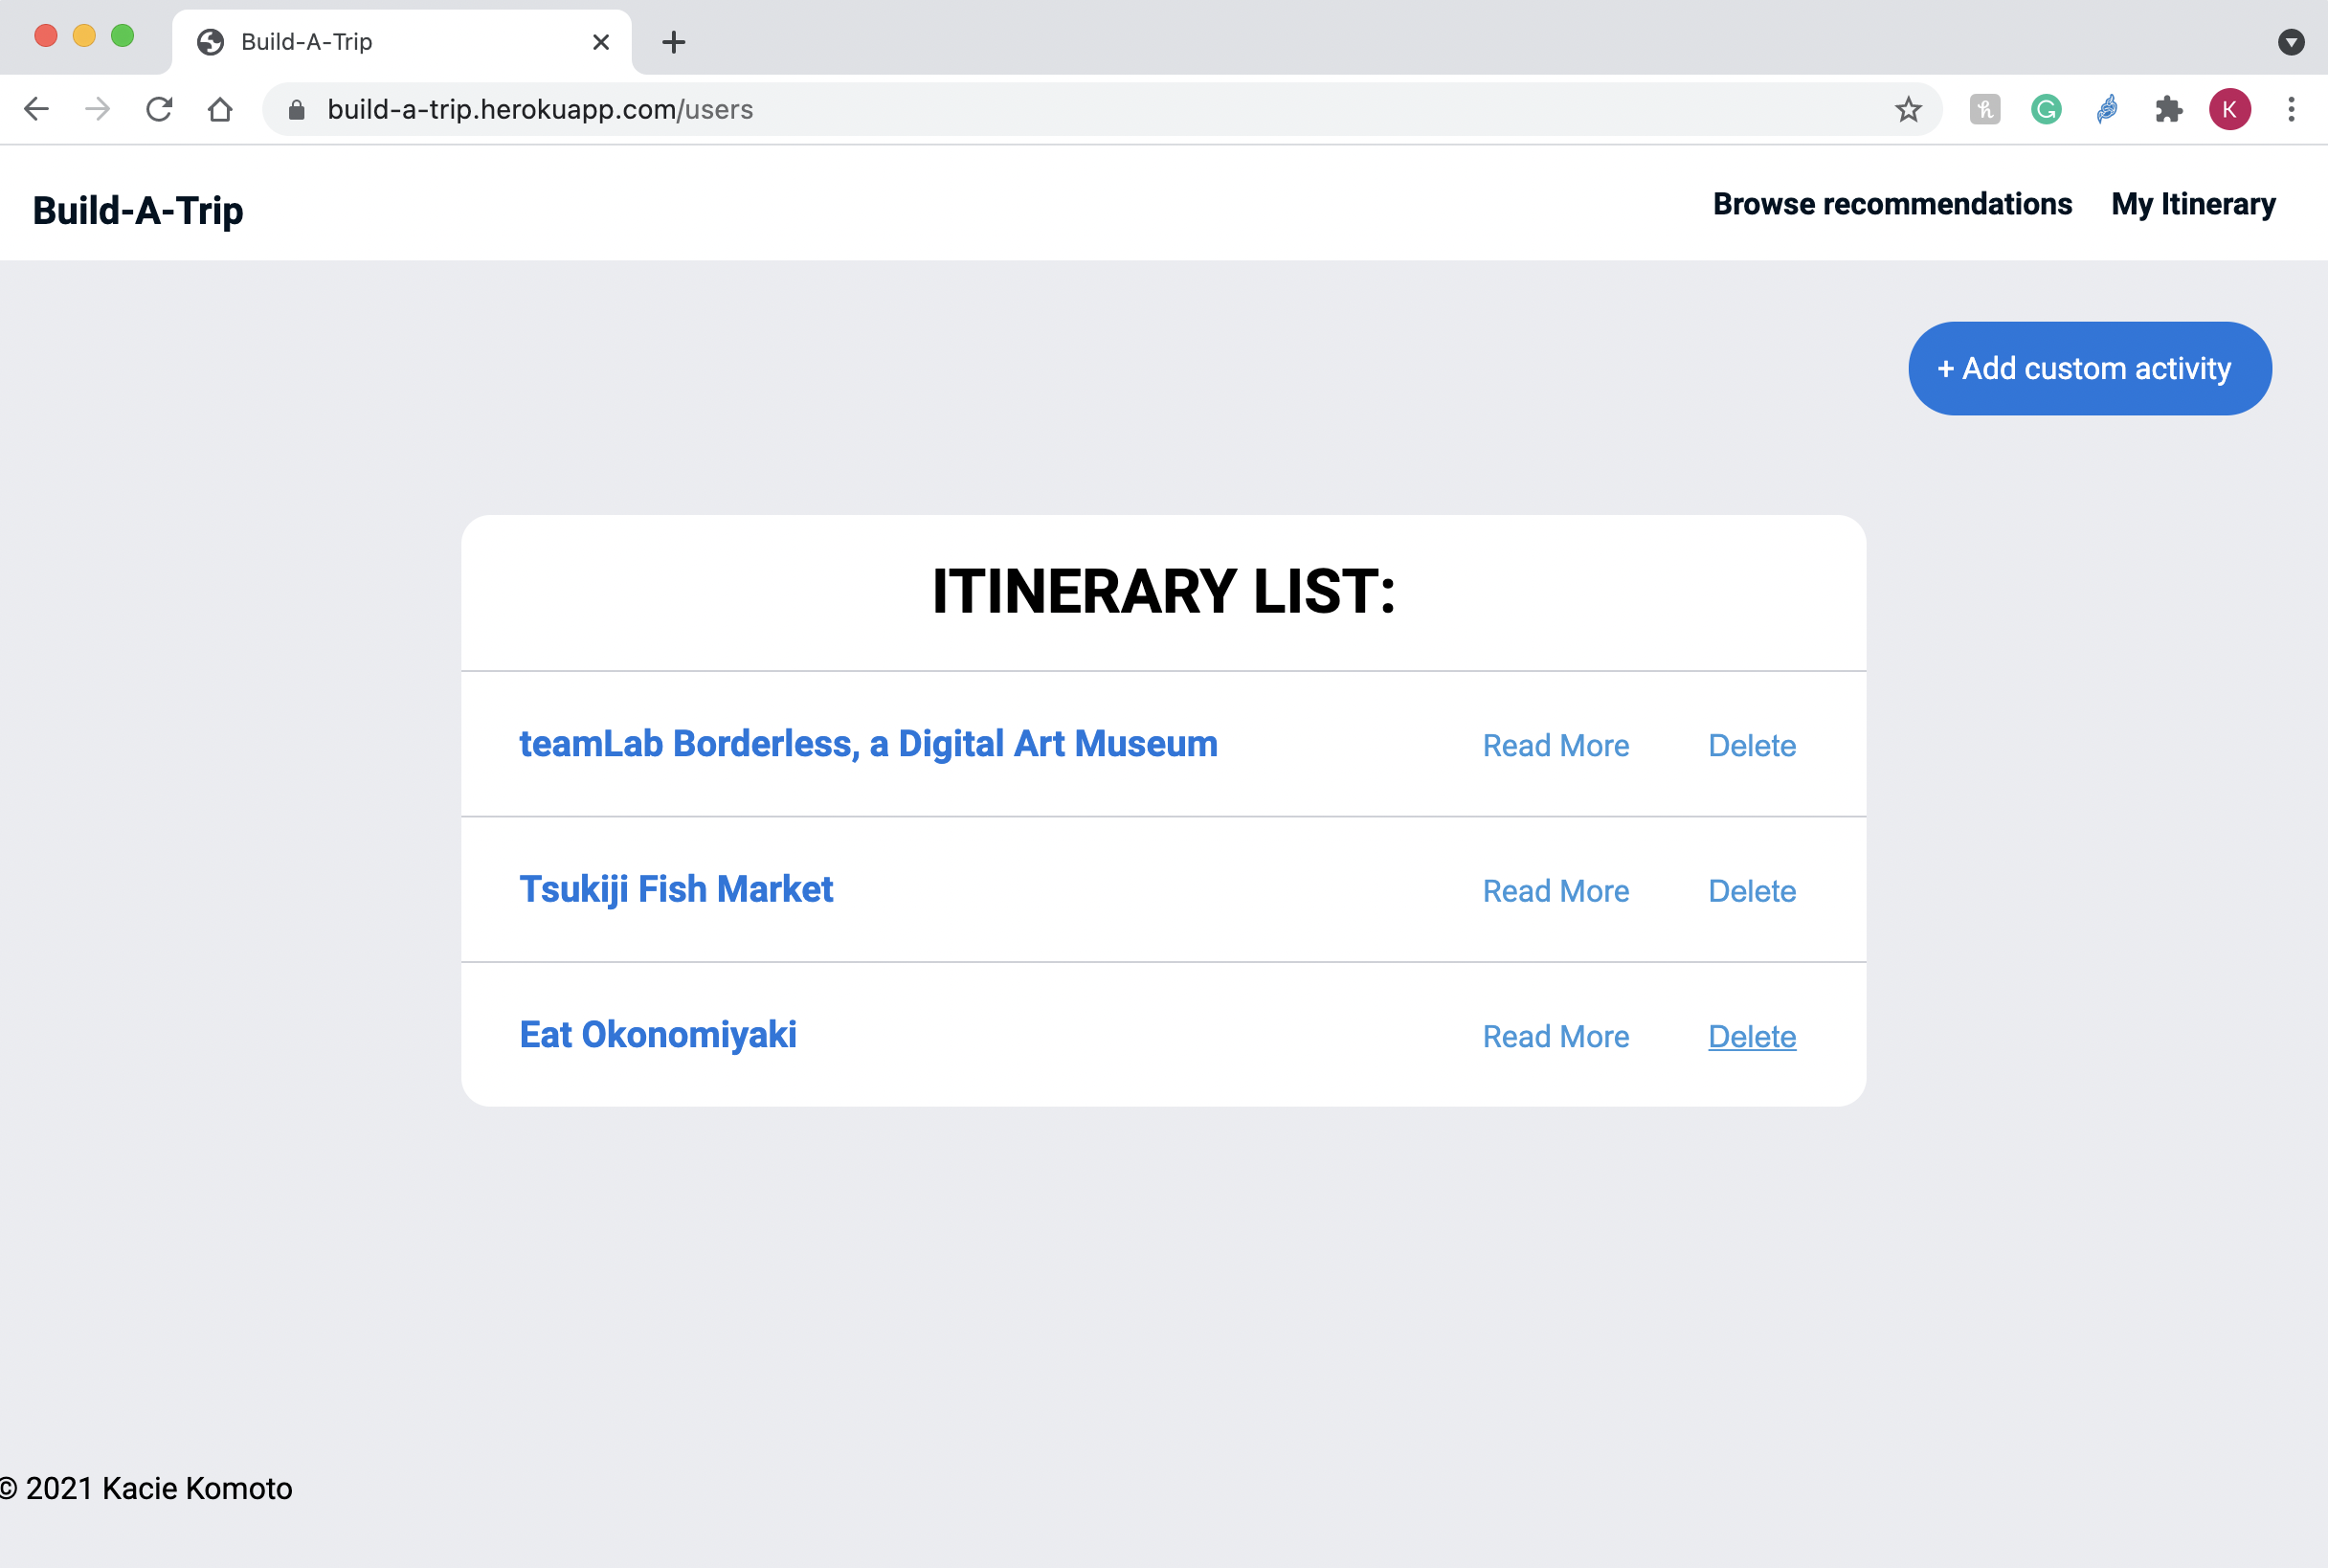 Build-A-Trip
build-a-trip.herokuapp.com/users
K
Build-A-Trip
Browse recommendations My Itinerary
+ Add custom activity
ITINERARY LIST:
teamLab Borderless, a Digital Art Museum Read More Delete
Tsukiji Fish Market Read More Delete
Eat Okonomiyaki Read More Delete
© 2021 Kacie Komoto